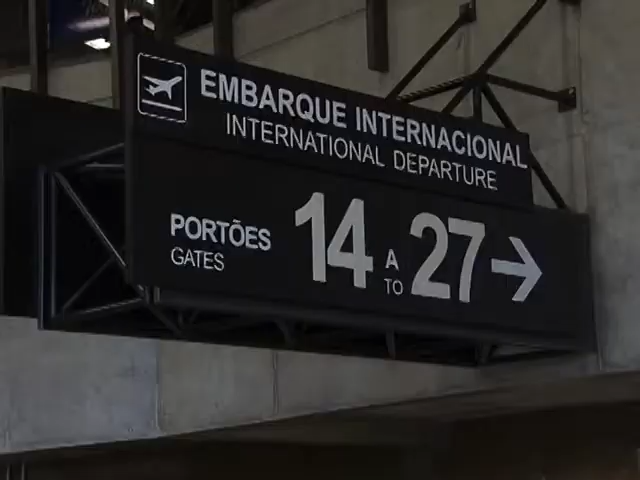 EMBARQUE INTERNACIONAL
INTERNATIONAL DEPARTURE
PORTÕES 14 A 27
GATES TO